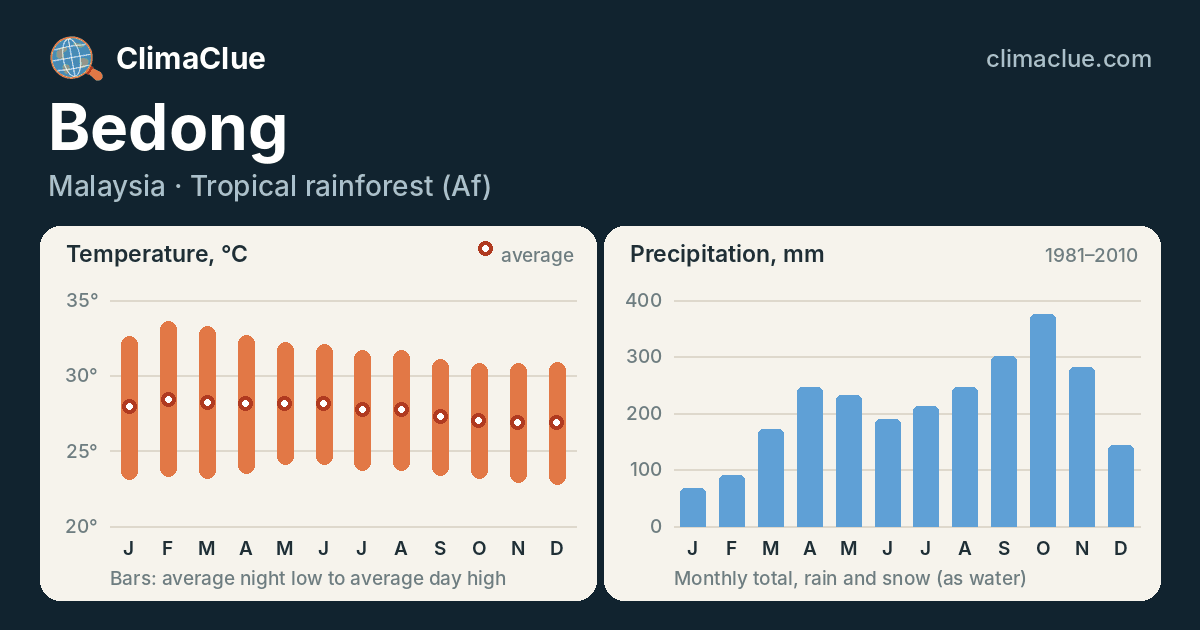 ClimaClue
climaclue.com
Bedong
Malaysia · Tropical rainforest (Af)
Temperature, °C
average
35°
30°
25°
20°
J F M A M J J A S O N D
Bars: average night low to average day high
Precipitation, mm
1981–2010
400
300
200
100
0
J F M A M J J A S O N D
Monthly total, rain and snow (as water)